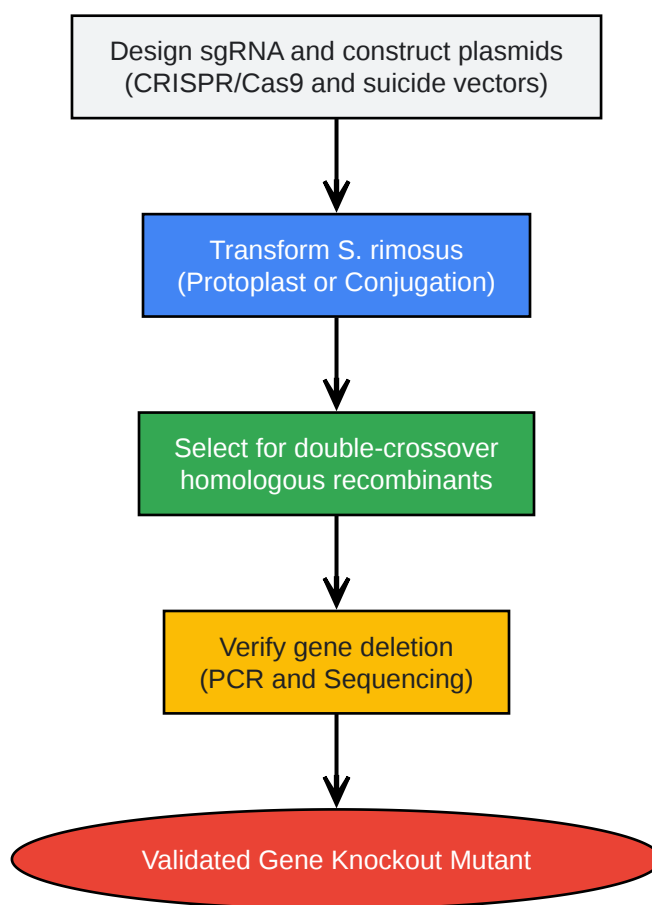 Design sgRNA and construct plasmids
(CRISPR/Cas9 and suicide vectors)
Transform S. rimosus
(Protoplast or Conjugation)
Select for double-crossover
homologous recombinants
Verify gene deletion
(PCR and Sequencing)
Validated Gene Knockout Mutant